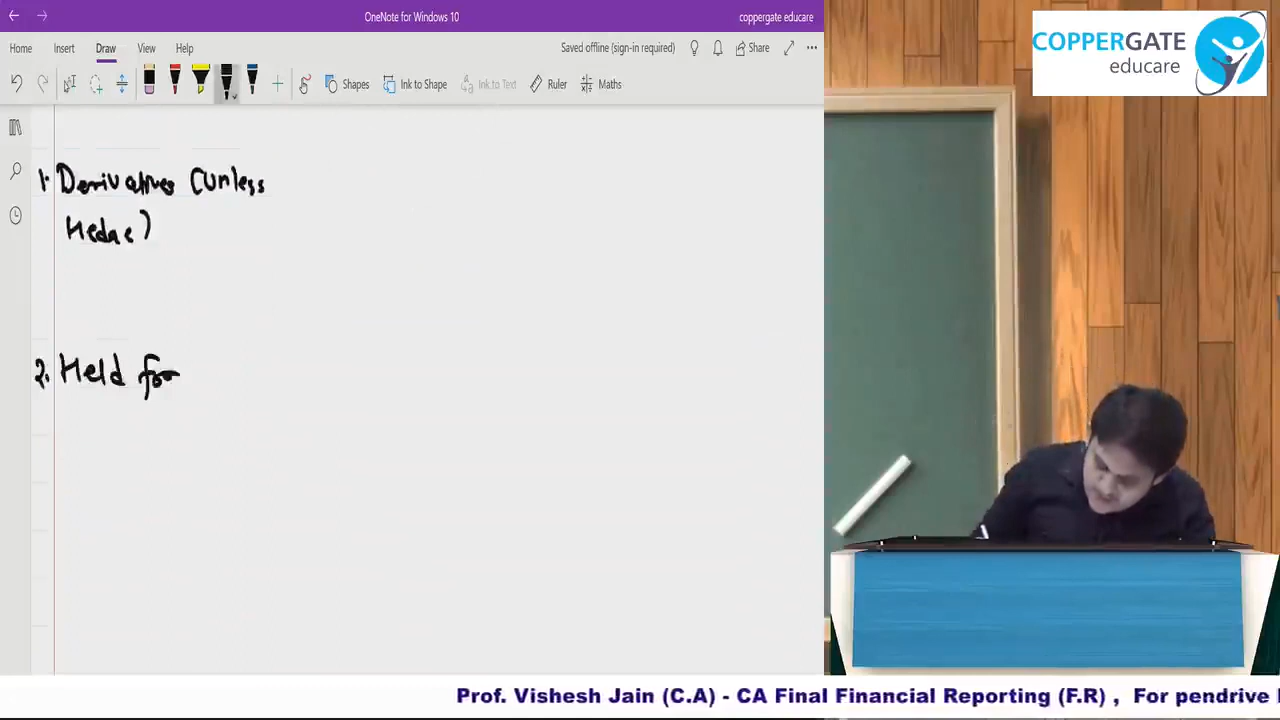 OneNote for Windows 10
coppergate educare
Home Insert Draw View Help
Saved offline (sign-in required)
Share
Shapes
Ink to Shape
Ink to Text
Ruler
Maths
COPPERGATE
educare
1. Derivatives (unless
Hedge)
2. Held for
Prof. Vishesh Jain (C.A) - CA Final Financial Reporting (F.R) , For pendrive